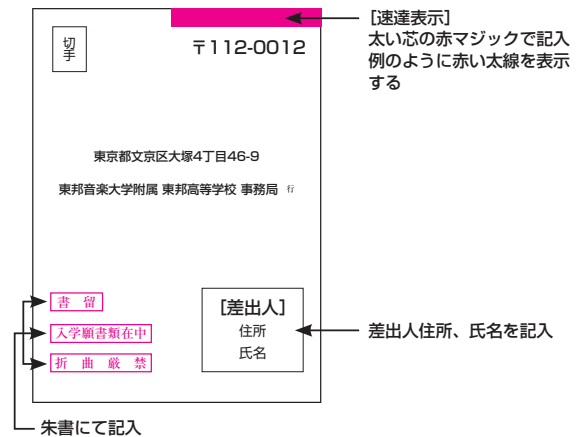 切手
〒112-0012
[速達表示]
太い芯の赤マジックで記入
例のように赤い太線を表示
する
東京都文京区大塚4丁目46-9
東邦音楽大学附属 東邦高等学校 事務局 行
書 留
入学願書類在中
折 曲 厳 禁
[差出人]
住所
氏名
差出人住所、氏名を記入
朱書にて記入